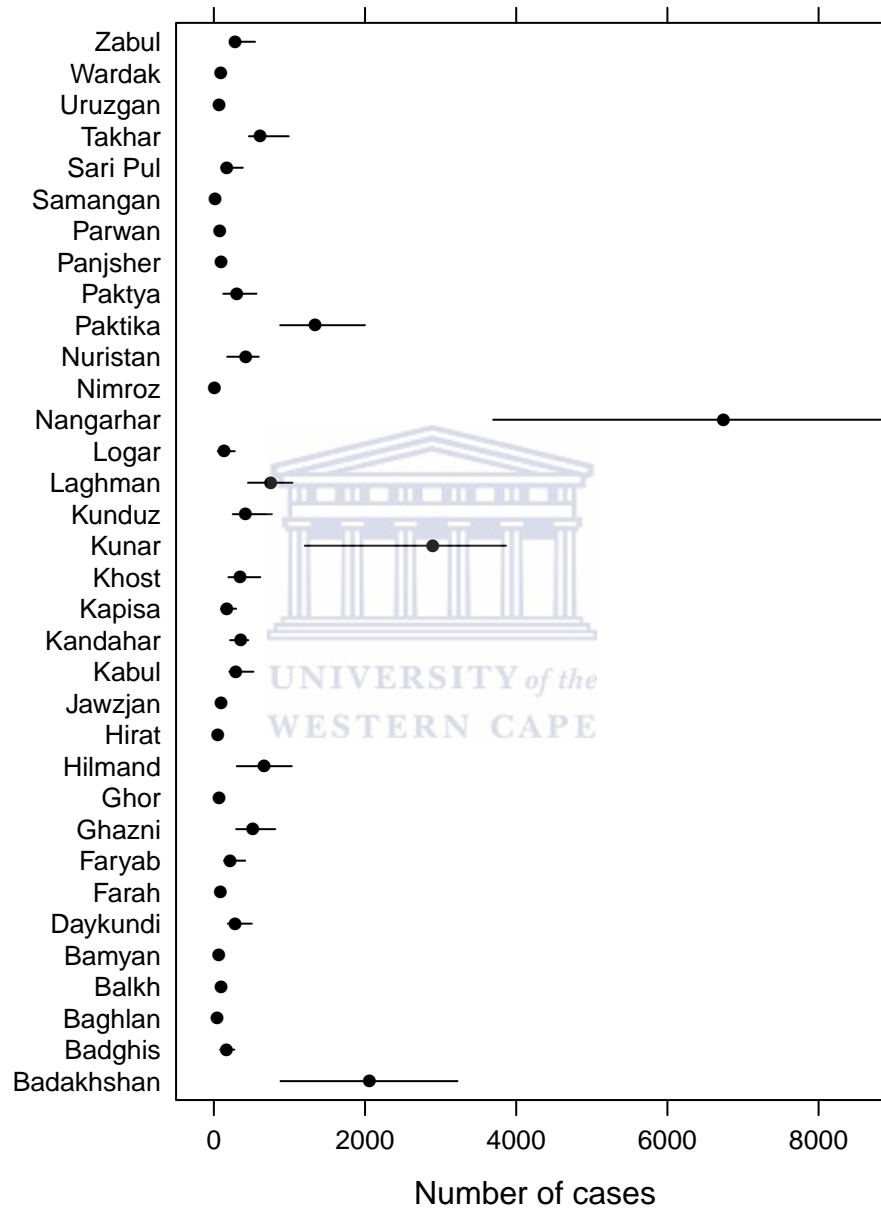 Zabul
Wardak
Uruzgan
Takhar
Sari Pul
Samangan
Parwan
Panjsher
Paktya
Paktika
Nuristan
Nimroz
Nangarhar
Logar
Laghman
Kunduz
Kunar
Khost
Kapisa
Kandahar
Kabul
Jawzjan
Hirat
Hilmand
Ghor
Ghazni
Faryab
Farah
Daykundi
Bamyan
Balkh
Baghlan
Badghis
Badakhshan
UNIVERSITY of the
WESTERN CAPE
0 2000 4000 6000 8000
Number of cases